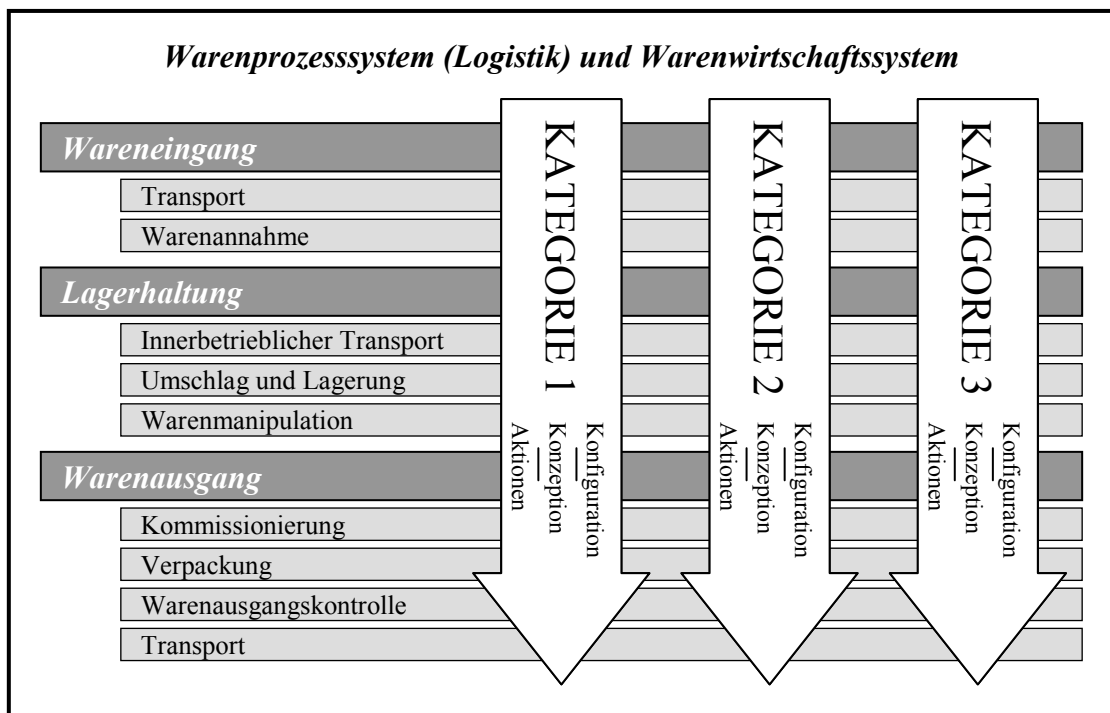 Warenprozesssystem (Logistik) und Warenwirtschaftssystem
Wareneingang
Transport
Warenannahme
Lagerhaltung
Innerbetrieblicher Transport
Umschlag und Lagerung
Warenmanipulation
Warenausgang
Kommissionierung
Verpackung
Warenausgangskontrolle
Transport
KATEGORIE 1
Konfiguration
Konzeption
Aktionen
KATEGORIE 2
Konfiguration
Konzeption
Aktionen
KATEGORIE 3
Konfiguration
Konzeption
Aktionen